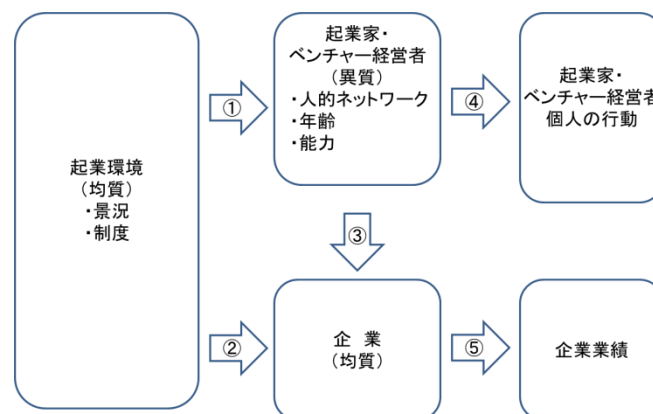 起業環境
(均質)
・景況
・制度
①
起業家・
ベンチャー経営者
(異質)
・人的ネットワーク
・年齢
・能力
④
起業家・
ベンチャー経営者
個人の行動
③
②
企 業
(均質)
⑤
企業業績